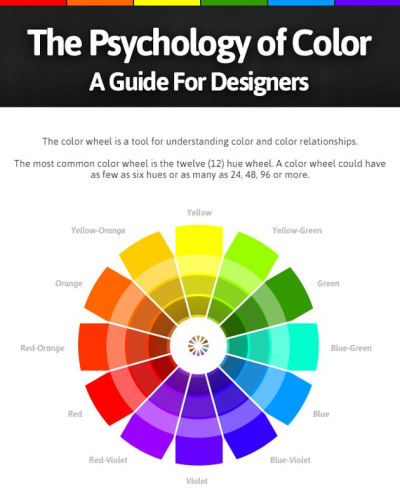 The Psychology of Color
A Guide For Designers
The color wheel is a tool for understanding color and color relationships.
The most common color wheel is the twelve (12) hue wheel. A color wheel could have
as few as six hues or as many as 24, 48, 96 or more.
Yellow
Yellow-Orange
Yellow-Green
Orange
Green
Red-Orange
Blue-Green
Red
Blue
Red-Violet
Blue-Violet
Violet